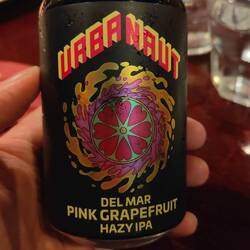 URBANAUT
DEL MAR
PINK GRAPEFRUIT
HAZY IPA